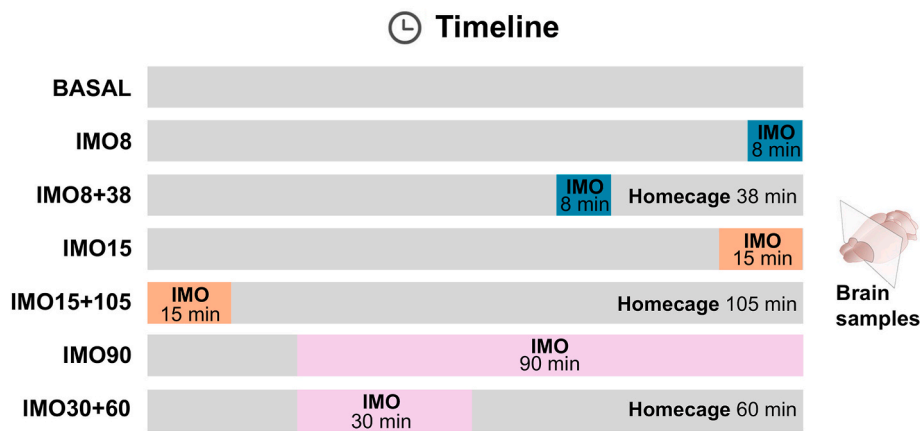 Timeline
BASAL
IMO8
IMO
8 min
IMO8+38
IMO
8 min
Homecage 38 min
IMO15
IMO
15 min
IMO15+105
IMO
15 min
Homecage 105 min
IMO90
IMO
90 min
IMO30+60
IMO
30 min
Homecage 60 min
Brain
samples